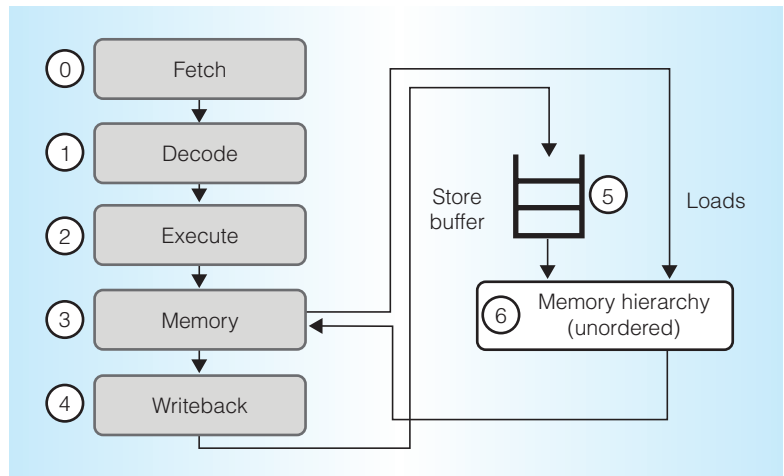 0
Fetch
1
Decode
2
Execute
3
Memory
4
Writeback
Store
buffer
5
Loads
6
Memory hierarchy
(unordered)